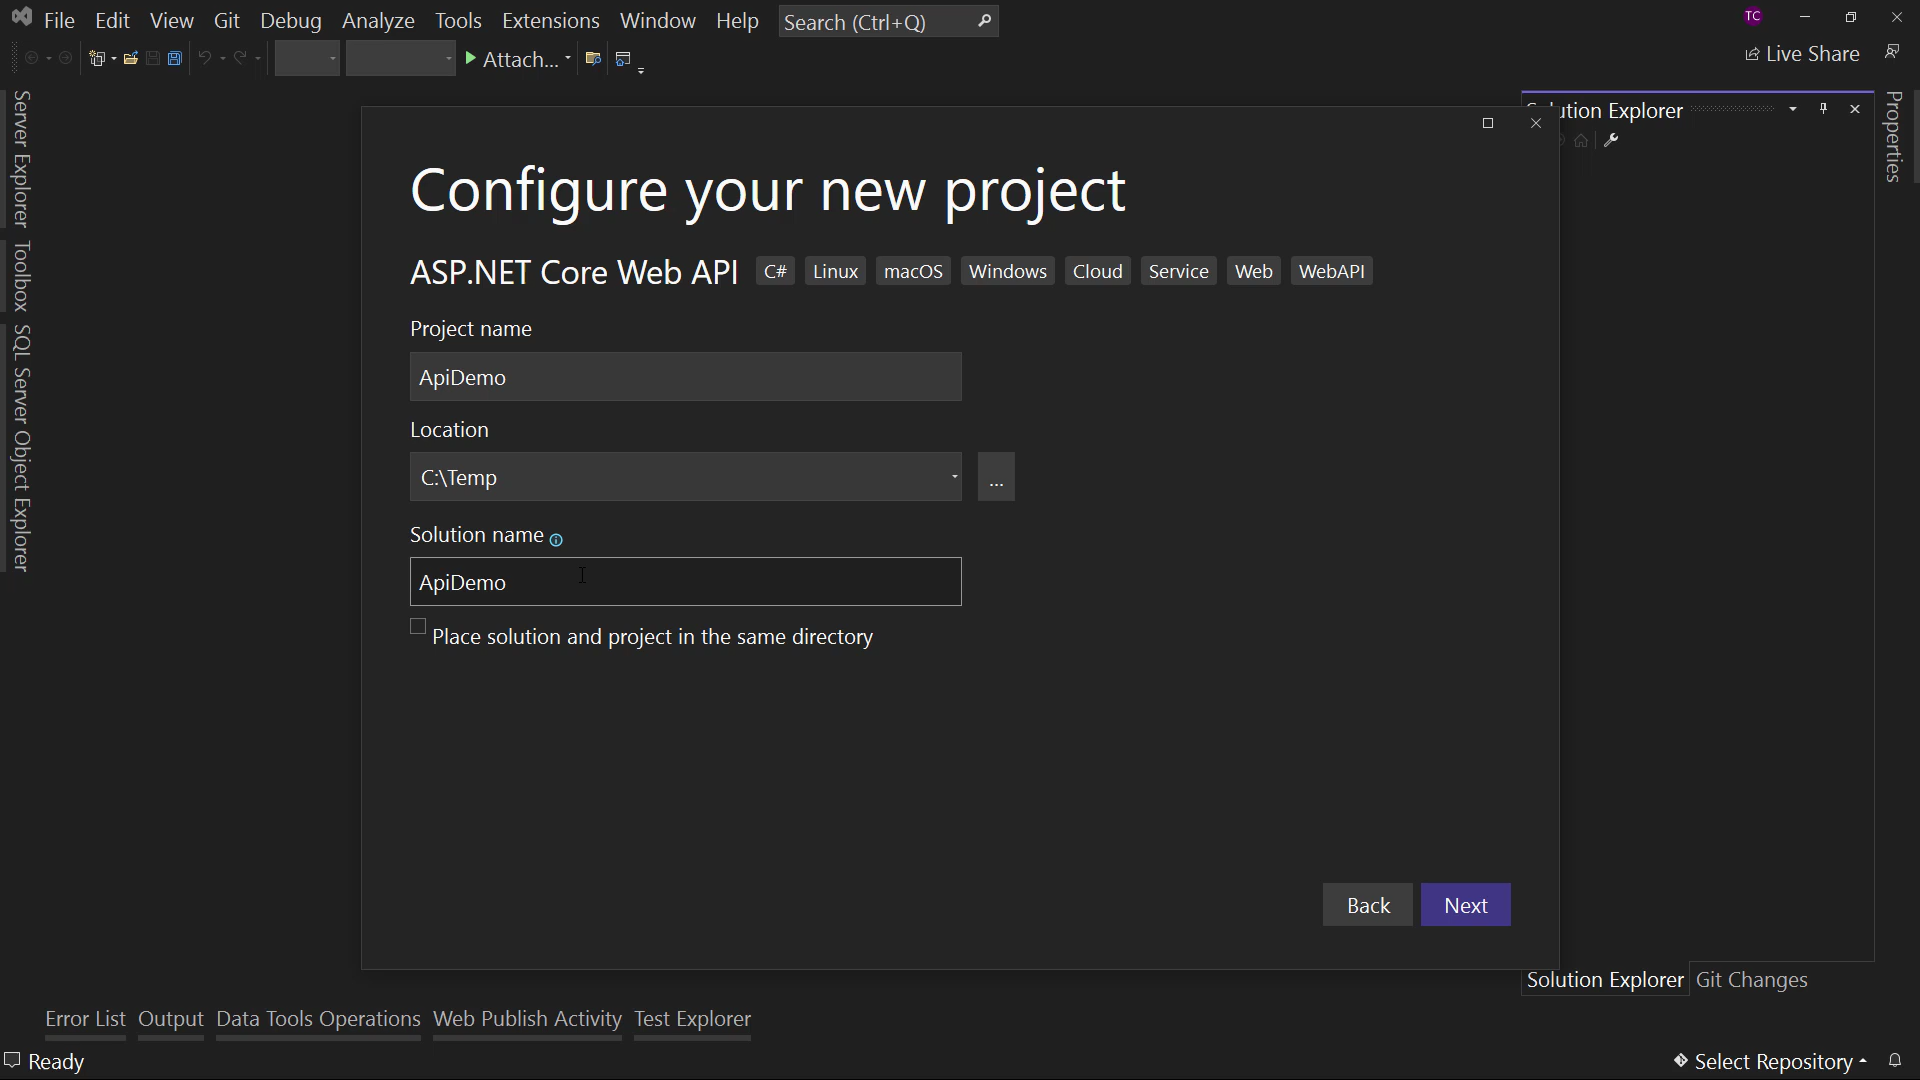 File Edit View Git Debug Analyze Tools Extensions Window Help Search (Ctrl+Q) TC
Attach... Live Share
Server Explorer
Toolbox
SQL Server Object Explorer
Configure your new project
ASP.NET Core Web API C# Linux macOS Windows Cloud Service Web WebAPI
Project name
ApiDemo
Location
C:\Temp ...
Solution name
ApiDemo
Place solution and project in the same directory
Back Next
ution Explorer
Properties
Solution Explorer Git Changes
Error List Output Data Tools Operations Web Publish Activity Test Explorer
Ready Select Repository